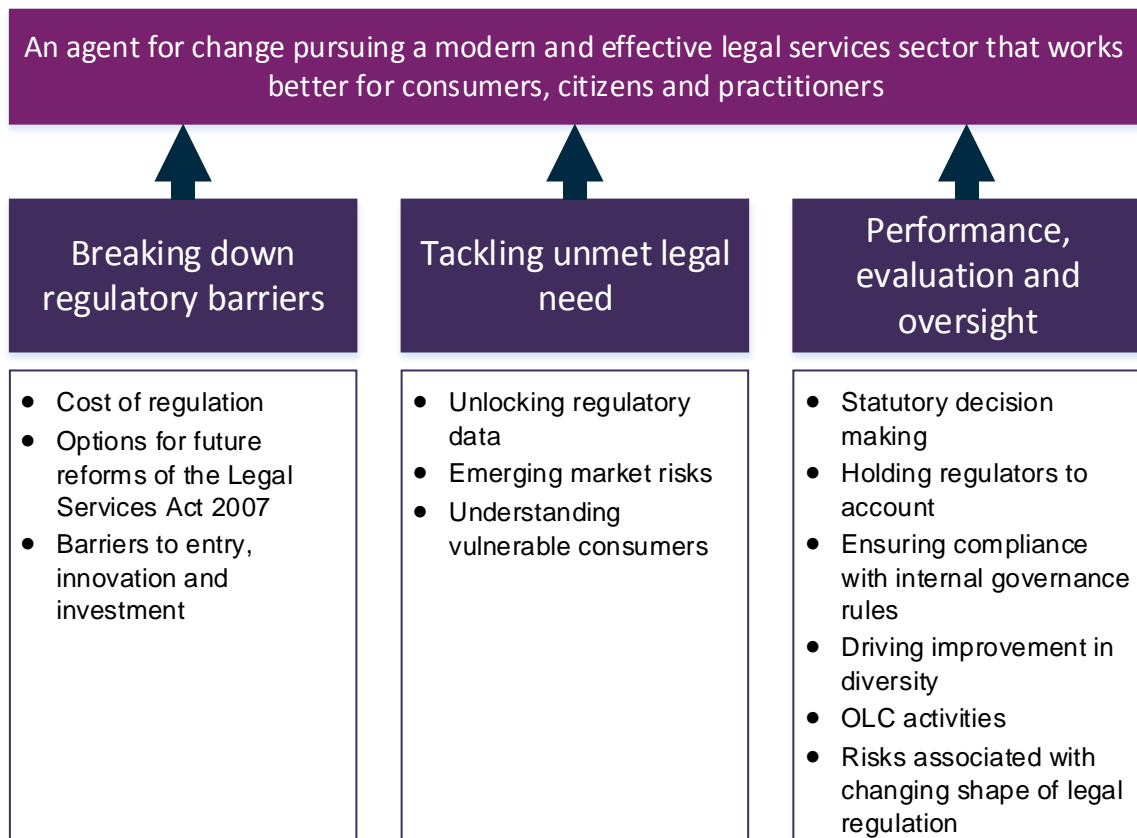 An agent for change pursuing a modern and effective legal services sector that works
better for consumers, citizens and practitioners
Breaking down
regulatory barriers
Cost of regulation
Options for future
reforms of the Legal
Services Act 2007
Barriers to entry,
innovation and
investment
Tackling unmet legal
need
Unlocking regulatory
data
Emerging market risks
Understanding
vulnerable consumers
Performance,
evaluation and
oversight
Statutory decision
making
Holding regulators to
account
Ensuring compliance
with internal governance
rules
Driving improvement in
diversity
OLC activities
Risks associated with
changing shape of legal
regulation